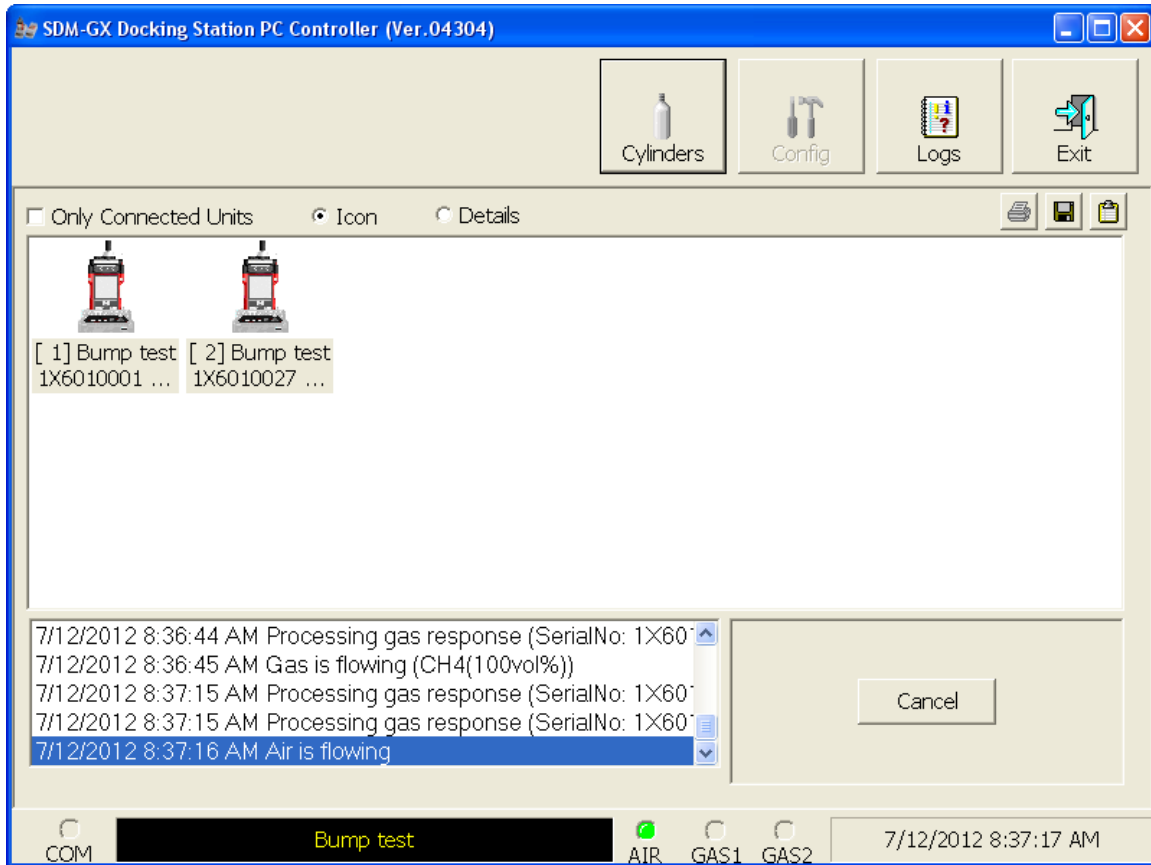 SDM-GX Docking Station PC Controller (Ver.04304)
Cylinders
Config
Logs
Exit
Only Connected Units
Icon
Details
[ 1] Bump test
1X6010001 ...
[ 2] Bump test
1X6010027 ...
7/12/2012 8:36:44 AM Processing gas response (SerialNo: 1X601
7/12/2012 8:36:45 AM Gas is flowing (CH4(100vol%))
7/12/2012 8:37:15 AM Processing gas response (SerialNo: 1X601
7/12/2012 8:37:15 AM Processing gas response (SerialNo: 1X601
7/12/2012 8:37:16 AM Air is flowing
Cancel
COM
Bump test
AIR
GAS1
GAS2
7/12/2012 8:37:17 AM